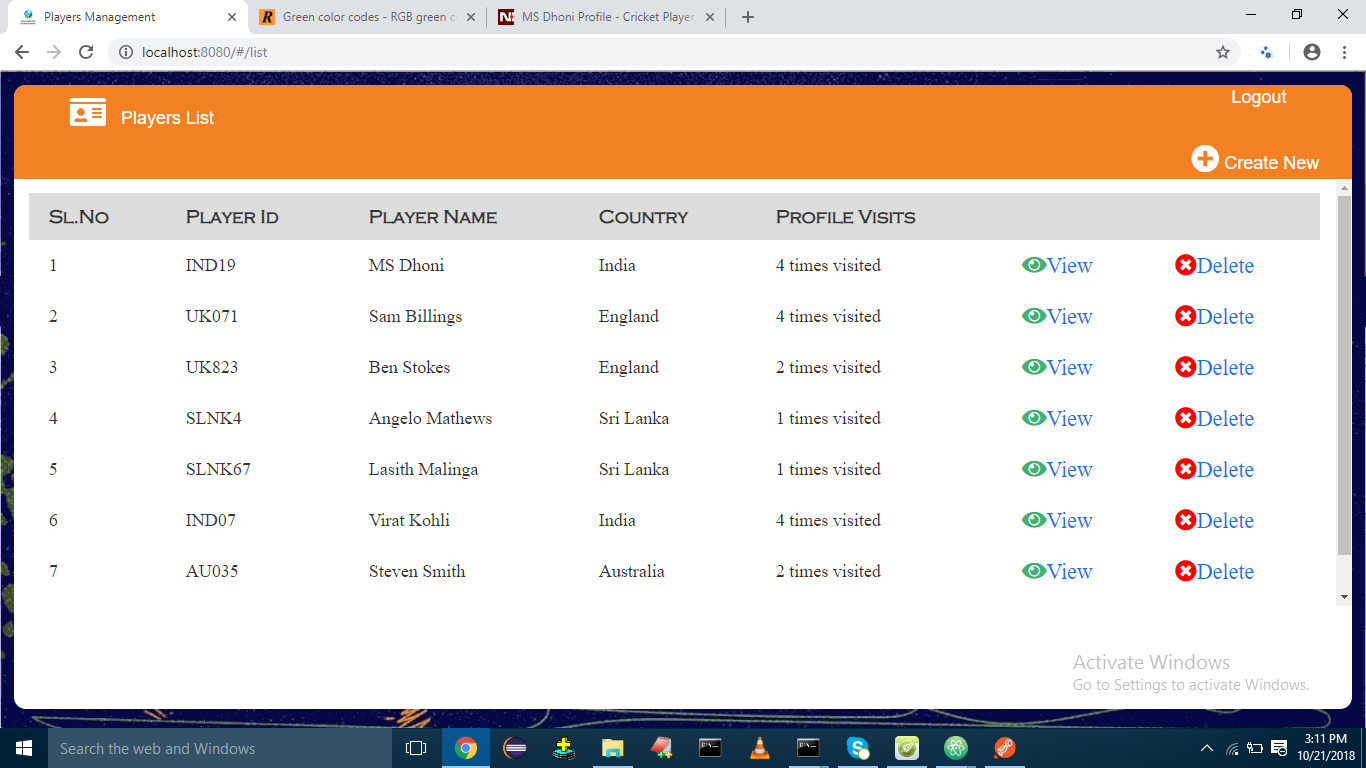 Players Management
Green color codes - RGB green c
MS Dhoni Profile - Cricket Player,
localhost:8080/#/list
Logout
Players List
Create New
Sl.No Player Id Player Name Country Profile Visits
1 IND19 MS Dhoni India 4 times visited View Delete
2 UK071 Sam Billings England 4 times visited View Delete
3 UK823 Ben Stokes England 2 times visited View Delete
4 SLNK4 Angelo Mathews Sri Lanka 1 times visited View Delete
5 SLNK67 Lasith Malinga Sri Lanka 1 times visited View Delete
6 IND07 Virat Kohli India 4 times visited View Delete
7 AU035 Steven Smith Australia 2 times visited View Delete
Activate Windows
Go to Settings to activate Windows.
Search the web and Windows
3:11 PM
10/21/2018